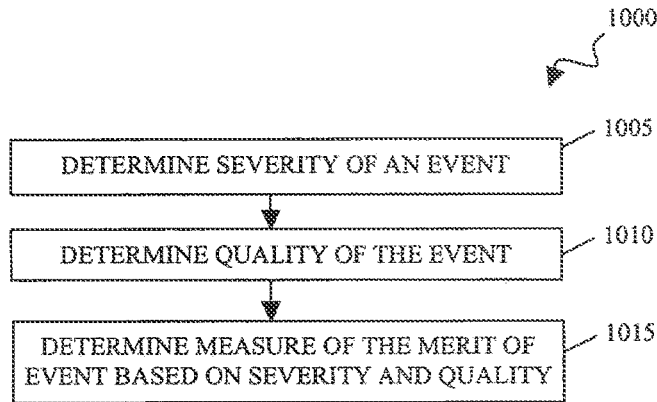 1000
1005
DETERMINE SEVERITY OF AN EVENT
1010
DETERMINE QUALITY OF THE EVENT
1015
DETERMINE MEASURE OF THE MERIT OF
EVENT BASED ON SEVERITY AND QUALITY